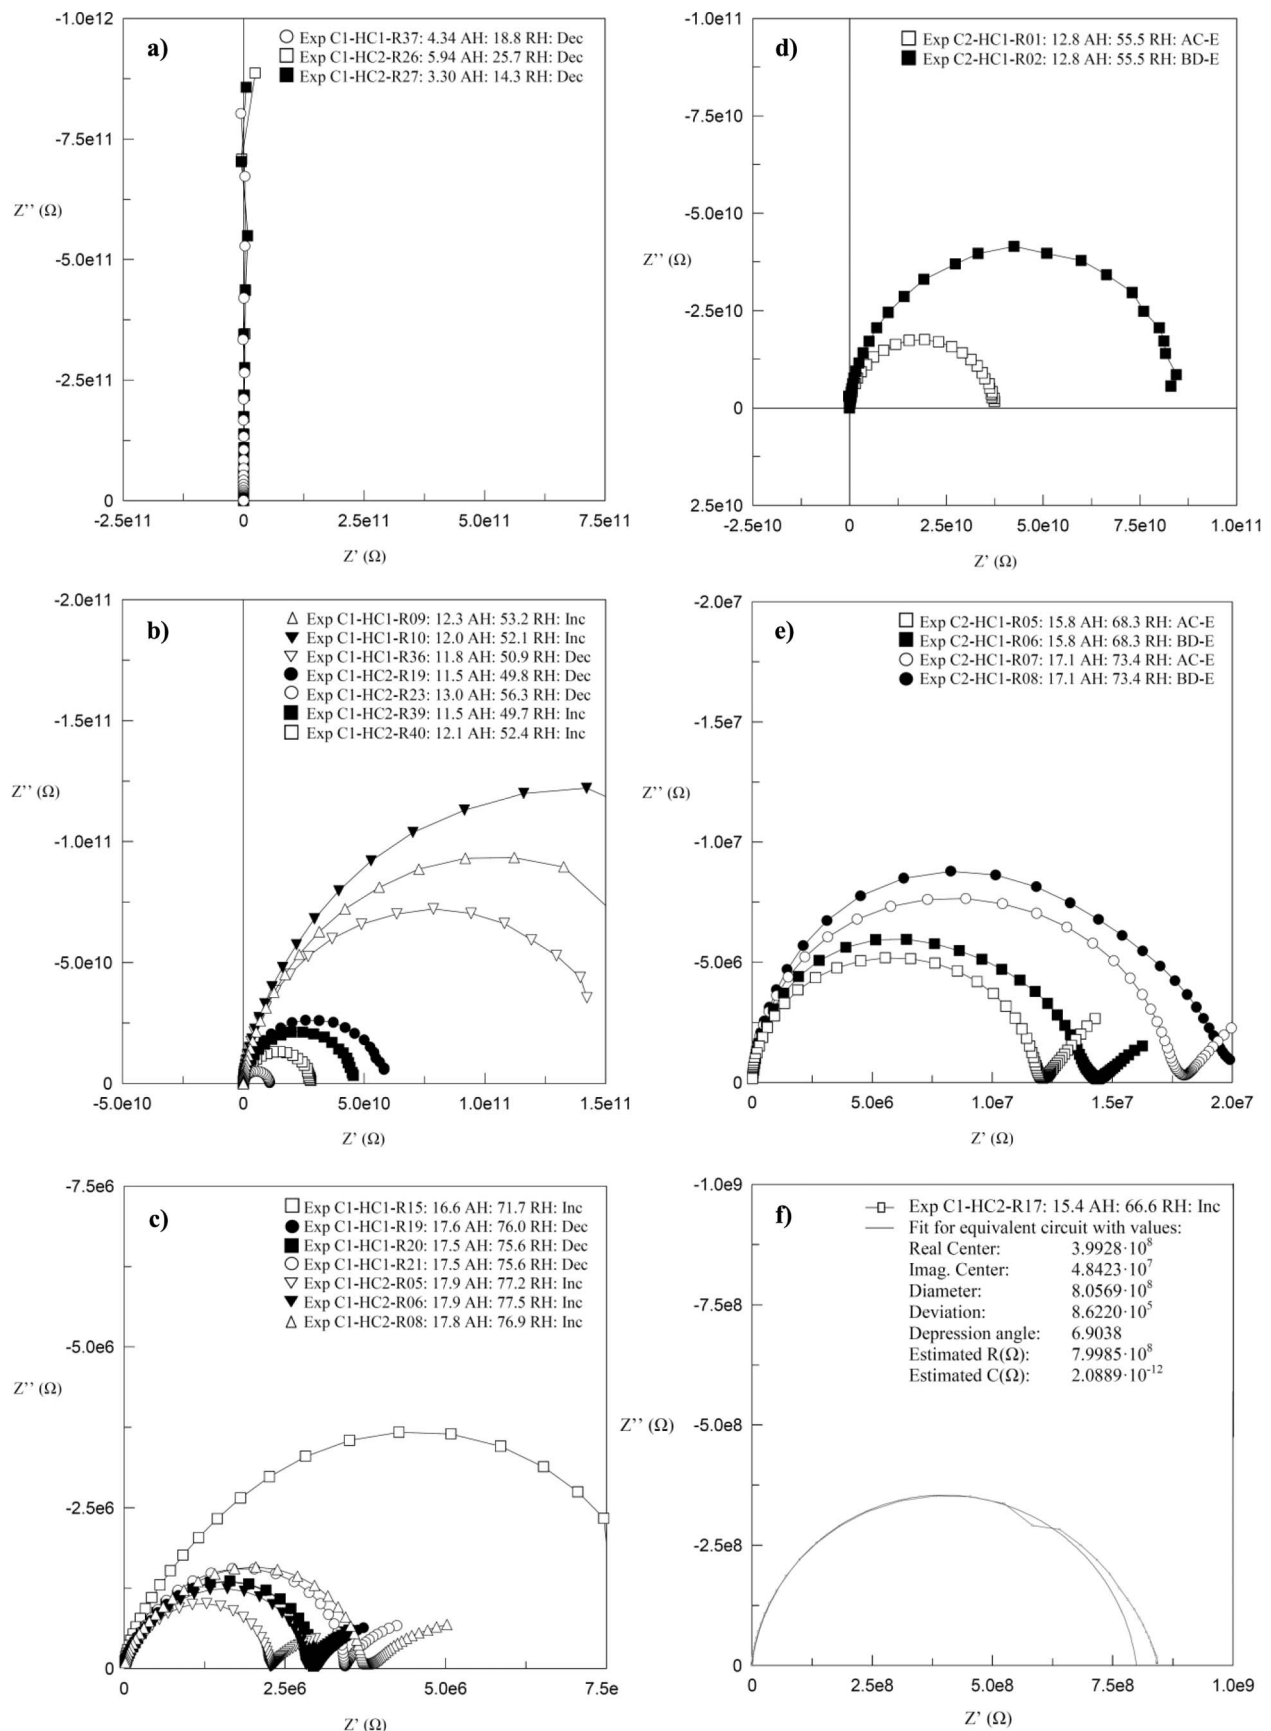 a)
-1.0e12
-7.5e11
-5.0e11
-2.5e11
0
Z’’ (Ω)
Exp C1-HC1-R37: 4.34 AH: 18.8 RH: Dec
Exp C1-HC2-R26: 5.94 AH: 25.7 RH: Dec
Exp C1-HC2-R27: 3.30 AH: 14.3 RH: Dec
-2.5e11 0 2.5e11 5.0e11 7.5e11
Z’ (Ω)
d)
-1.0e11
-7.5e10
-5.0e10
-2.5e10
0
2.5e10
Z’’ (Ω)
Exp C2-HC1-R01: 12.8 AH: 55.5 RH: AC-E
Exp C2-HC1-R02: 12.8 AH: 55.5 RH: BD-E
-2.5e10 0 2.5e10 5.0e10 7.5e10 1.0e11
Z’ (Ω)
b)
-2.0e11
-1.5e11
-1.0e11
-5.0e10
0
Z’’ (Ω)
Exp C1-HC1-R09: 12.3 AH: 53.2 RH: Inc
Exp C1-HC1-R10: 12.0 AH: 52.1 RH: Inc
Exp C1-HC1-R36: 11.8 AH: 50.9 RH: Dec
Exp C1-HC2-R19: 11.5 AH: 49.8 RH: Dec
Exp C1-HC2-R23: 13.0 AH: 56.3 RH: Dec
Exp C1-HC2-R39: 11.5 AH: 49.7 RH: Inc
Exp C1-HC2-R40: 12.1 AH: 52.4 RH: Inc
-5.0e10 0 5.0e10 1.0e11 1.5e11
Z’ (Ω)
e)
-2.0e7
-1.5e7
-1.0e7
-5.0e6
0
Z’’ (Ω)
Exp C2-HC1-R05: 15.8 AH: 68.3 RH: AC-E
Exp C2-HC1-R06: 15.8 AH: 68.3 RH: BD-E
Exp C2-HC1-R07: 17.1 AH: 73.4 RH: AC-E
Exp C2-HC1-R08: 17.1 AH: 73.4 RH: BD-E
0 5.0e6 1.0e7 1.5e7 2.0e7
Z’ (Ω)
c)
-7.5e6
-5.0e6
-2.5e6
0
Z’’ (Ω)
Exp C1-HC1-R15: 16.6 AH: 71.7 RH: Inc
Exp C1-HC1-R19: 17.6 AH: 76.0 RH: Dec
Exp C1-HC1-R20: 17.5 AH: 75.6 RH: Dec
Exp C1-HC1-R21: 17.5 AH: 75.6 RH: Dec
Exp C1-HC2-R05: 17.9 AH: 77.2 RH: Inc
Exp C1-HC2-R06: 17.9 AH: 77.5 RH: Inc
Exp C1-HC2-R08: 17.8 AH: 76.9 RH: Inc
0 2.5e6 5.0e6 7.5e
Z’ (Ω)
f)
-1.0e9
-7.5e8
-5.0e8
-2.5e8
0
Z’’ (Ω)
Exp C1-HC2-R17: 15.4 AH: 66.6 RH: Inc
Fit for equivalent circuit with values:
Real Center: 3.9928·10⁸
Imag. Center: 4.8423·10⁷
Diameter: 8.0569·10⁸
Deviation: 8.6220·10⁵
Depression angle: 6.9038
Estimated R(Ω): 7.9985·10⁸
Estimated C(Ω): 2.0889·10⁻¹²
0 2.5e8 5.0e8 7.5e8 1.0e9
Z’ (Ω)